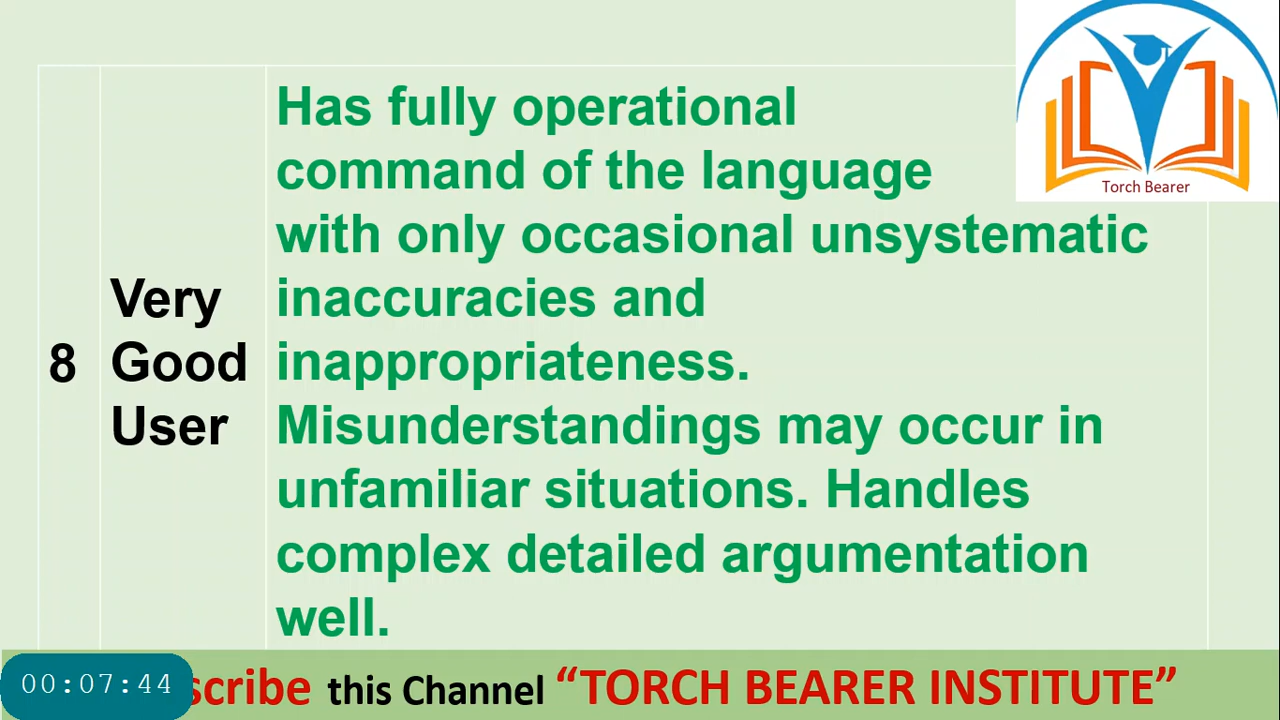 Has fully operational
command of the language
with only occasional unsystematic
inaccuracies and
inappropriateness.
Misunderstandings may occur in
unfamiliar situations. Handles
complex detailed argumentation
well.
8
Very
Good
User
Torch Bearer
00:07:44
scribe this Channel “TORCH BEARER INSTITUTE”